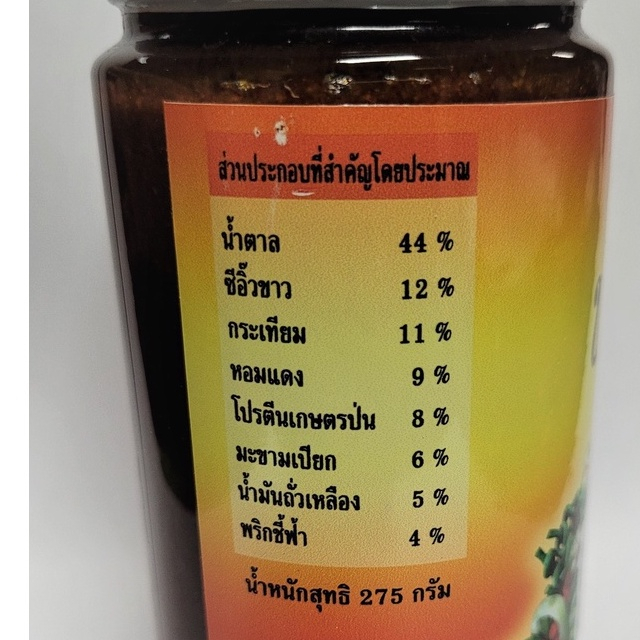 ส่วนประกอบที่สำคัญโดยประมาณ
น้ำตาล 44 %
ซีอิ๊วขาว 12 %
กระเทียม 11 %
หอมแดง 9 %
โปรตีนเกษตรป่น 8 %
มะขามเปียก 6 %
น้ำมันถั่วเหลือง 5 %
พริกชี้ฟ้า 4 %
น้ำหนักสุทธิ 275 กรัม